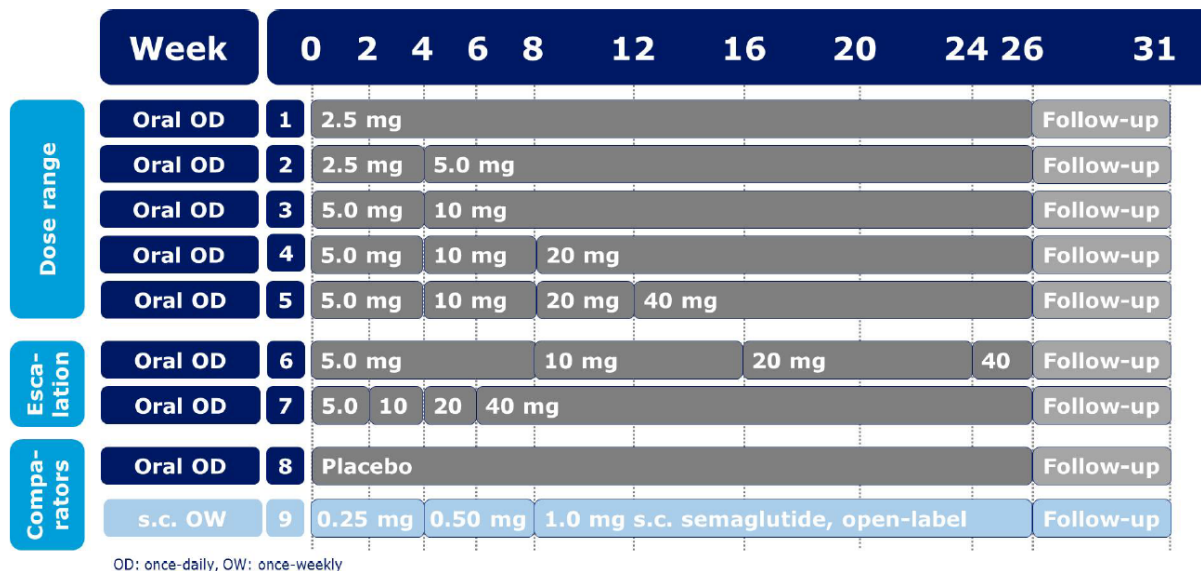 Week 0 2 4 6 8 12 16 20 24 26 31
Dose range
Oral OD 1 2.5 mg Follow-up
Oral OD 2 2.5 mg 5.0 mg Follow-up
Oral OD 3 5.0 mg 10 mg Follow-up
Oral OD 4 5.0 mg 10 mg 20 mg Follow-up
Oral OD 5 5.0 mg 10 mg 20 mg 40 mg Follow-up
Esca-
lation
Oral OD 6 5.0 mg 10 mg 20 mg 40 Follow-up
Oral OD 7 5.0 10 20 40 mg Follow-up
Compa-
rators
Oral OD 8 Placebo Follow-up
s.c. OW 9 0.25 mg 0.50 mg 1.0 mg s.c. semaglutide, open-label Follow-up
OD: once-daily, OW: once-weekly